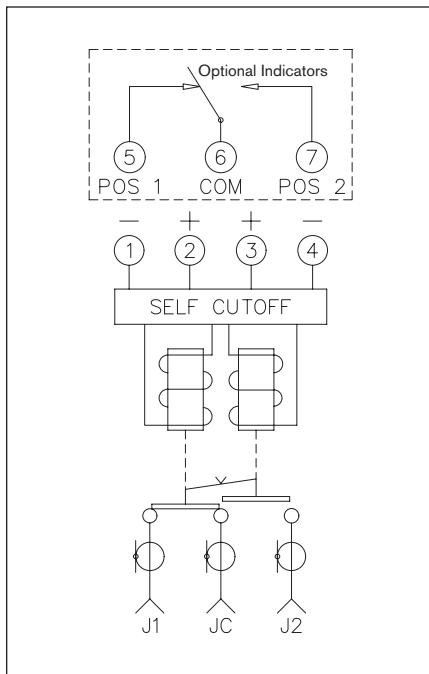 Optional Indicators
5 6 7
POS 1 COM POS 2
− + + −
1 2 3 4
SELF CUTOFF
J1 JC J2